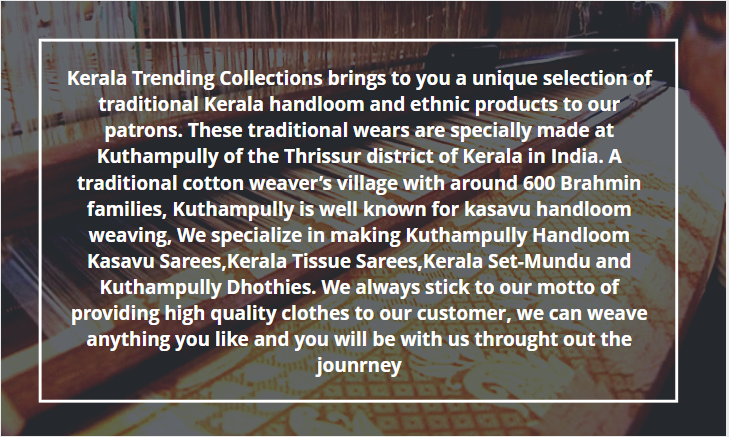 Kerala Trending Collections brings to you a unique selection of
traditional Kerala handloom and ethnic products to our
patrons. These traditional wears are specially made at
Kuthampully of the Thrissur district of Kerala in India. A
traditional cotton weaver’s village with around 600 Brahmin
families, Kuthampully is well known for kasavu handloom
weaving, We specialize in making Kuthampully Handloom
Kasavu Sarees,Kerala Tissue Sarees,Kerala Set-Mundu and
Kuthampully Dhothies. We always stick to our motto of
providing high quality clothes to our customer, we can weave
anything you like and you will be with us throught out the
jounrney